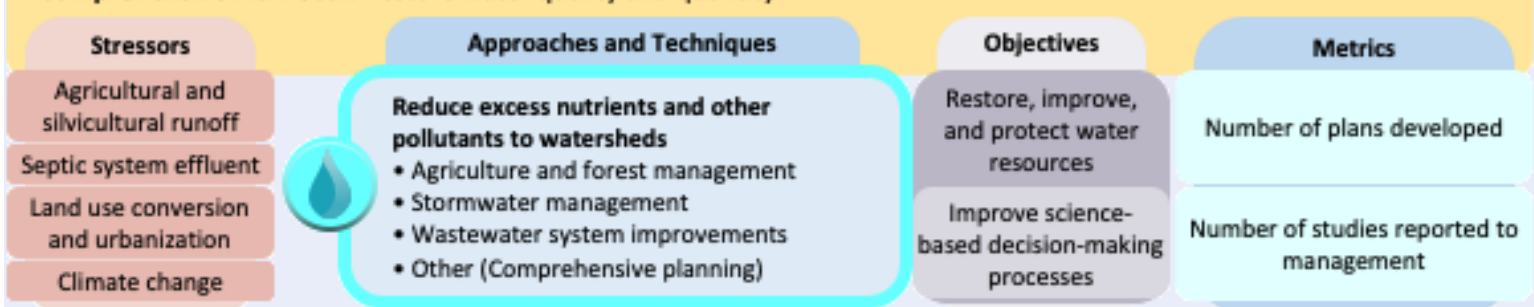 Stressors
Agricultural and
silvicultural runoff
Septic system effluent
Land use conversion
and urbanization
Climate change
Approaches and Techniques
Reduce excess nutrients and other
pollutants to watersheds
• Agriculture and forest management
• Stormwater management
• Wastewater system improvements
• Other (Comprehensive planning)
Objectives
Restore, improve,
and protect water
resources
Improve science-
based decision-making
processes
Metrics
Number of plans developed
Number of studies reported to
management